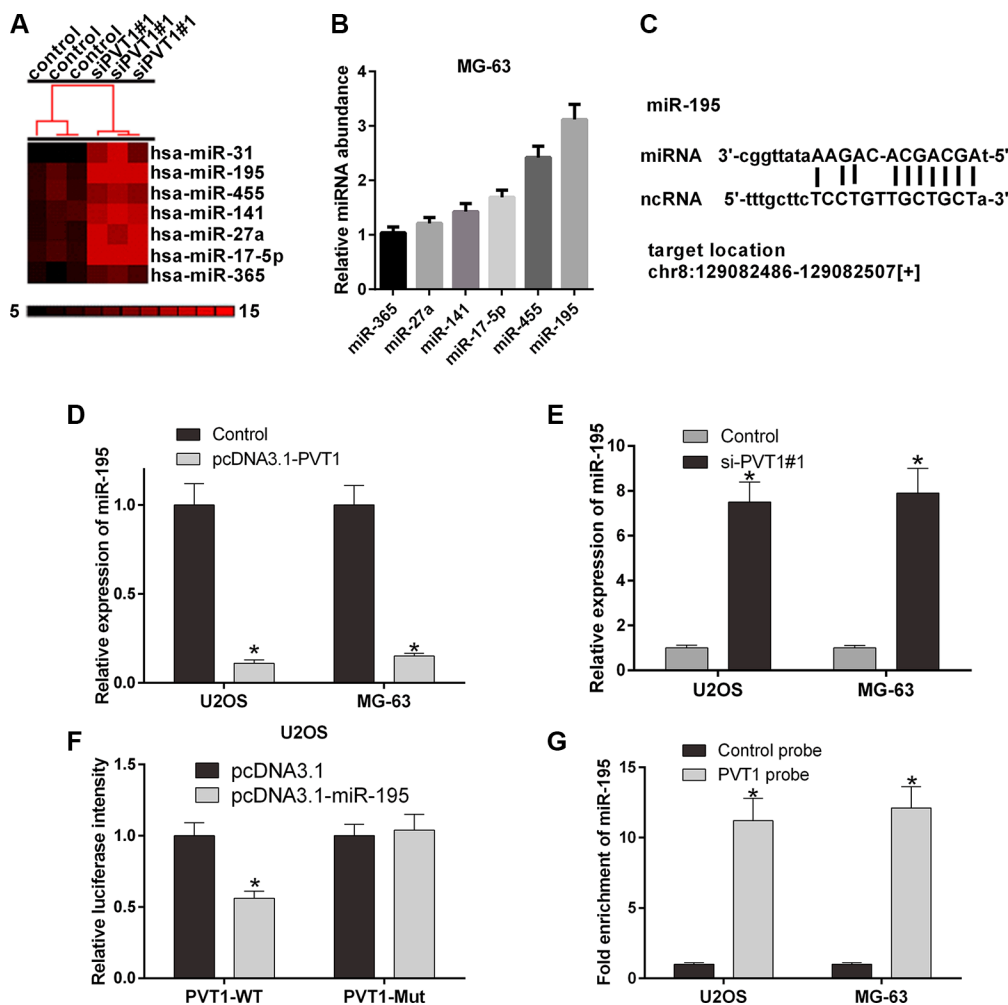 A
control
control
control
siPVT1#1
siPVT1#1
siPVT1#1
hsa-miR-31
hsa-miR-195
hsa-miR-455
hsa-miR-141
hsa-miR-27a
hsa-miR-17-5p
hsa-miR-365
5 15
B
MG-63
Relative miRNA abundance
4
3
2
1
0
miR-365
miR-27a
miR-141
miR-17-5p
miR-455
miR-195
C
miR-195
miRNA 3'-cggttataAAGAC-ACGACGAt-5'
ncRNA 5'-tttgcttcTCCTGTTGCTGCTa-3'
target location
chr8:129082486-129082507[+]
D
Control
pcDNA3.1-PVT1
Relative expression of miR-195
1.0
0.5
0.0
* *
U2OS MG-63
E
Control
si-PVT1#1
Relative expression of miR-195
10
8
6
4
2
0
* *
U2OS MG-63
F
U2OS
pcDNA3.1
pcDNA3.1-miR-195
Relative luciferase intensity
1.5
1.0
0.5
0.0
*
PVT1-WT PVT1-Mut
G
Control probe
PVT1 probe
Fold enrichment of miR-195
15
10
5
0
* *
U2OS MG-63